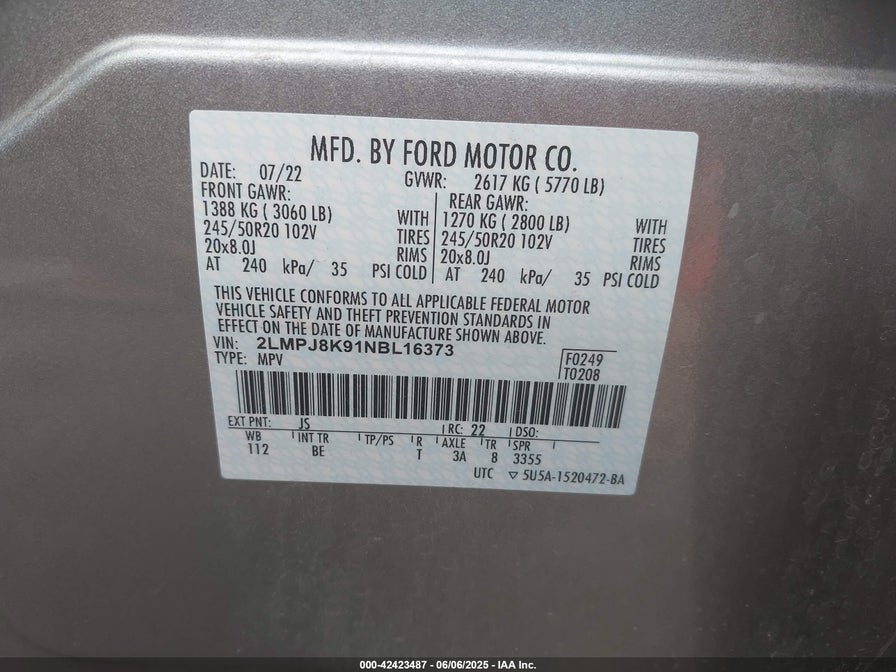 MFD. BY FORD MOTOR CO.
DATE: 07/22 GVWR: 2617 KG ( 5770 LB)
FRONT GAWR: REAR GAWR:
1388 KG ( 3060 LB) WITH 1270 KG ( 2800 LB) WITH
245/50R20 102V TIRES 245/50R20 102V TIRES
20x8.0J RIMS 20x8.0J RIMS
AT 240 kPa/ 35 PSI COLD AT 240 kPa/ 35 PSI COLD
THIS VEHICLE CONFORMS TO ALL APPLICABLE FEDERAL MOTOR
VEHICLE SAFETY AND THEFT PREVENTION STANDARDS IN
EFFECT ON THE DATE OF MANUFACTURE SHOWN ABOVE.
VIN: 2LMPJ8K91NBL16373
TYPE: MPV
F0249
T0208
EXT PNT: JS RC: 22 DSO:
WB INT TR TP/PS R AXLE TR SPR
112 BE T 3A 8 3355
UTC ▽ 5U5A-1520472-BA
000-42423487 - 06/06/2025 - IAA Inc.